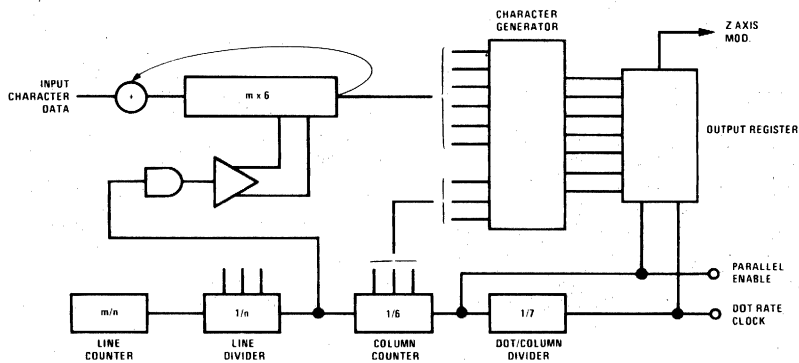 CHARACTER
GENERATOR
Z AXIS
MOD.
INPUT
CHARACTER
DATA
+
m x 6
OUTPUT REGISTER
PARALLEL
ENABLE
m/n
1/n
1/6
1/7
DOT RATE
CLOCK
LINE
COUNTER
LINE
DIVIDER
COLUMN
COUNTER
DOT/COLUMN
DIVIDER